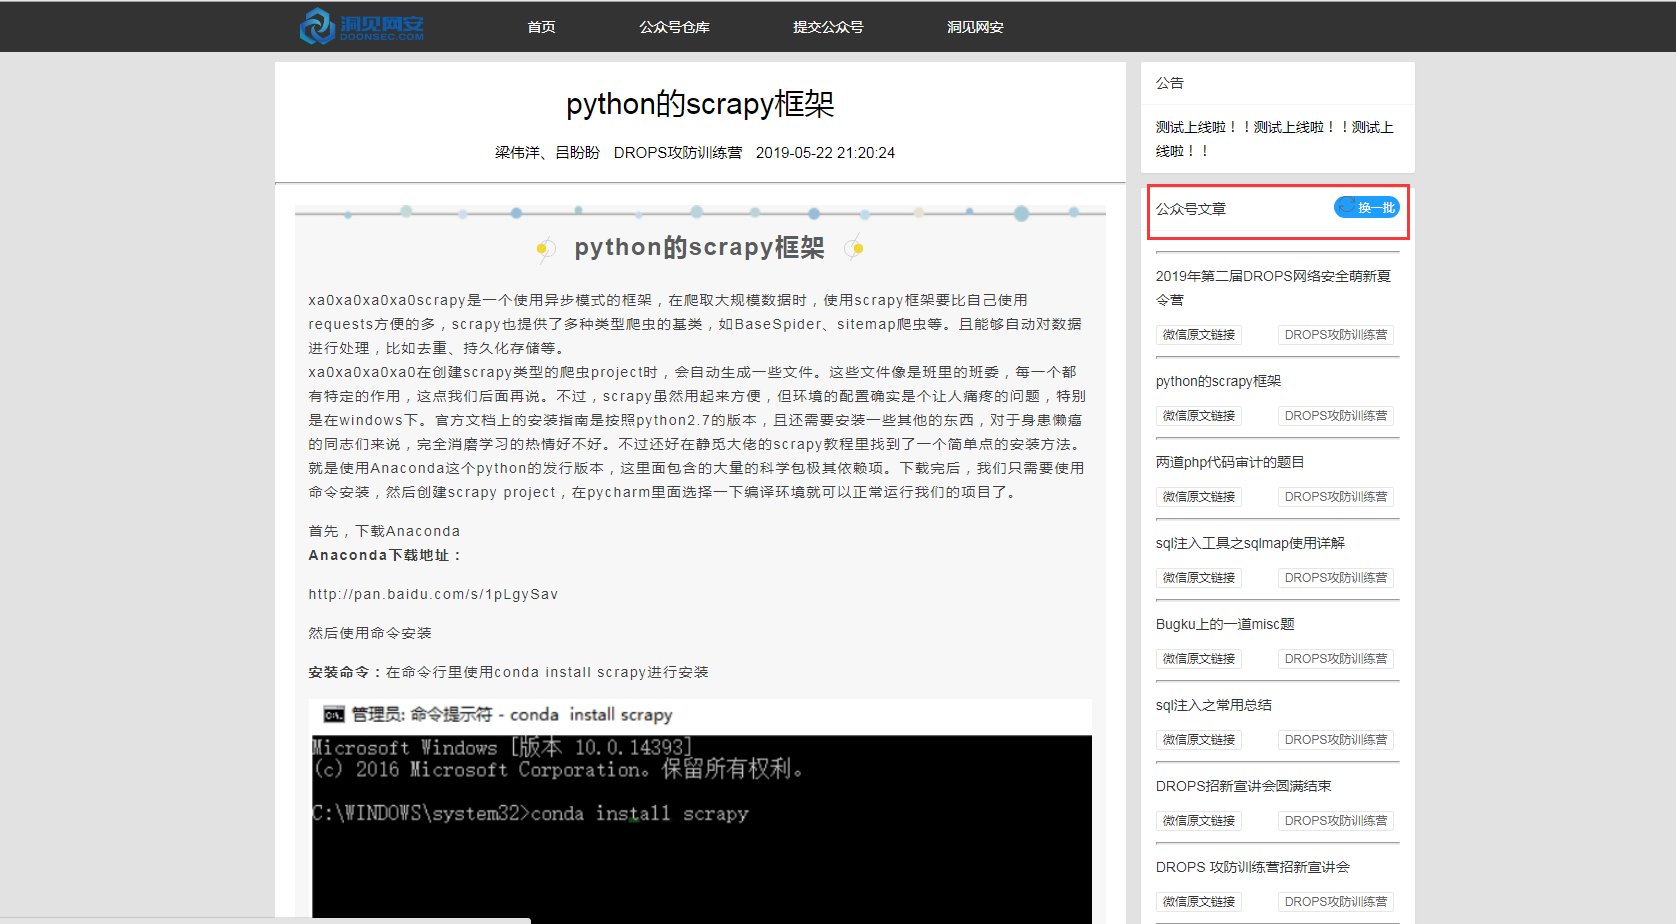 洞见网安
DOONSEC.COM
首页
公众号仓库
提交公众号
洞见网安
python的scrapy框架
梁伟洋、吕盼盼 DROPS攻防训练营 2019-05-22 21:20:24
python的scrapy框架
xa0xa0xa0xa0scrapy是一个使用异步模式的框架，在爬取大规模数据时，使用scrapy框架要比自己使用
requests方便的多，scrapy也提供了多种类型爬虫的基类，如BaseSpider、sitemap爬虫等。且能够自动对数据
进行处理，比如去重、持久化存储等。
xa0xa0xa0xa0在创建scrapy类型的爬虫project时，会自动生成一些文件。这些文件像是班里的班委，每一个都
有特定的作用，这点我们后面再说。不过，scrapy虽然用起来方便，但环境的配置确实是个让人痛疼的问题，特别
是在windows下。官方文档上的安装指南是按照python2.7的版本，且还需要安装一些其他的东西，对于身患懒癌
的同志们来说，完全消磨学习的热情好不好。不过还好在静觅大佬的scrapy教程里找到了一个简单点的安装方法。
就是使用Anaconda这个python的发行版本，这里面包含的大量的科学包极其依赖项。下载完后，我们只需要使用
命令安装，然后创建scrapy project，在pycharm里面选择一下编译环境就可以正常运行我们的项目了。
首先，下载Anaconda
Anaconda下载地址：
http://pan.baidu.com/s/1pLgySav
然后使用命令安装
安装命令：在命令行里使用conda install scrapy进行安装
管理员: 命令提示符 - conda install scrapy
Microsoft Windows [版本 10.0.14393]
(c) 2016 Microsoft Corporation。保留所有权利。
C:\WINDOWS\system32>conda install scrapy
公告
测试上线啦！！测试上线啦！！测试上
线啦！！
公众号文章
换一批
2019年第二届DROPS网络安全萌新夏
令营
微信原文链接 DROPS攻防训练营
python的scrapy框架
微信原文链接 DROPS攻防训练营
两道php代码审计的题目
微信原文链接 DROPS攻防训练营
sql注入工具之sqlmap使用详解
微信原文链接 DROPS攻防训练营
Bugku上的一道misc题
微信原文链接 DROPS攻防训练营
sql注入之常用总结
微信原文链接 DROPS攻防训练营
DROPS招新宣讲会圆满结束
微信原文链接 DROPS攻防训练营
DROPS 攻防训练营招新宣讲会
微信原文链接 DROPS攻防训练营